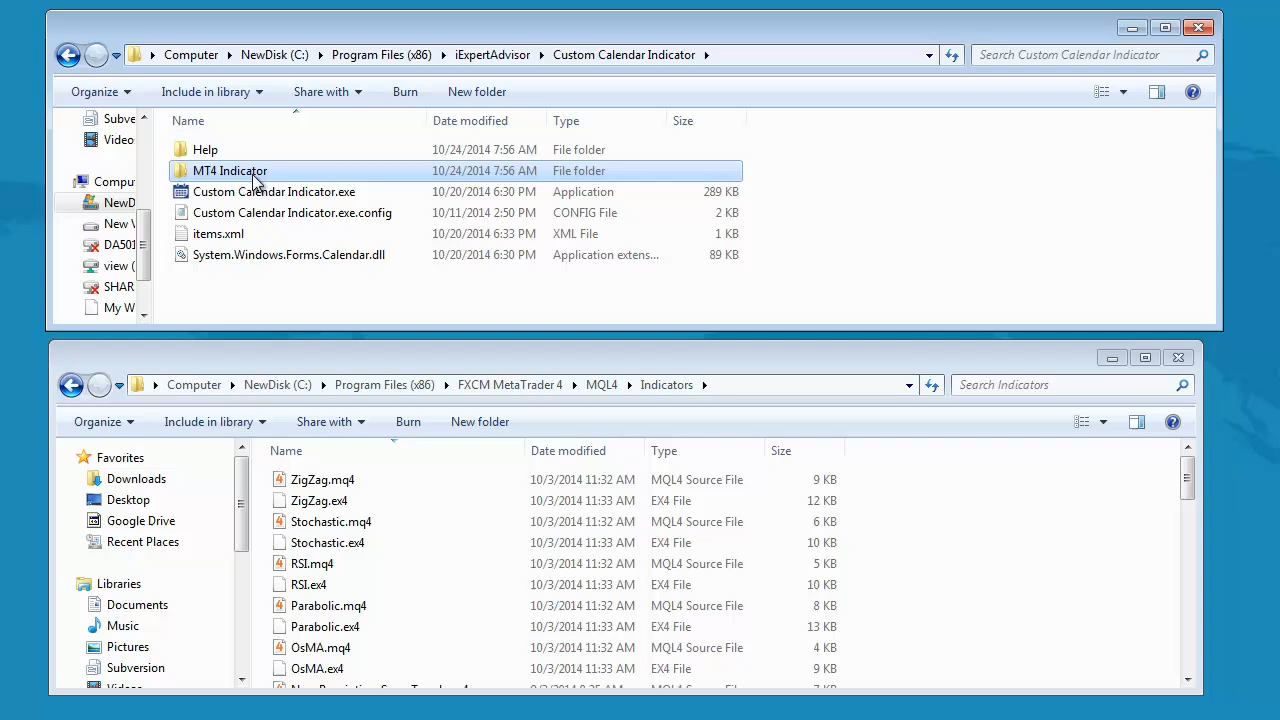 Computer NewDisk (C:) Program Files (x86) iExpertAdvisor Custom Calendar Indicator Search Custom Calendar Indicator
Organize Include in library Share with Burn New folder
Name Date modified Type Size
Subve
Help 10/24/2014 7:56 AM File folder
Video
MT4 Indicator 10/24/2014 7:56 AM File folder
Compu
Custom Calendar Indicator.exe 10/20/2014 6:30 PM Application 289 KB
NewD
Custom Calendar Indicator.exe.config 10/11/2014 2:50 PM CONFIG File 2 KB
New V
items.xml 10/20/2014 6:33 PM XML File 1 KB
DA501
System.Windows.Forms.Calendar.dll 10/20/2014 6:30 PM Application extens... 89 KB
view (
SHAR
My W
Computer NewDisk (C:) Program Files (x86) FXCM MetaTrader 4 MQL4 Indicators Search Indicators
Organize Include in library Share with Burn New folder
Name Date modified Type Size
Favorites
Downloads
Desktop
Google Drive
Recent Places
Libraries
Documents
Music
Pictures
Subversion
ZigZag.mq4 10/3/2014 11:32 AM MQL4 Source File 9 KB
ZigZag.ex4 10/3/2014 11:33 AM EX4 File 12 KB
Stochastic.mq4 10/3/2014 11:32 AM MQL4 Source File 6 KB
Stochastic.ex4 10/3/2014 11:33 AM EX4 File 10 KB
RSI.mq4 10/3/2014 11:32 AM MQL4 Source File 5 KB
RSI.ex4 10/3/2014 11:33 AM EX4 File 10 KB
Parabolic.mq4 10/3/2014 11:32 AM MQL4 Source File 8 KB
Parabolic.ex4 10/3/2014 11:33 AM EX4 File 13 KB
OsMA.mq4 10/3/2014 11:32 AM MQL4 Source File 4 KB
OsMA.ex4 10/3/2014 11:33 AM EX4 File 9 KB